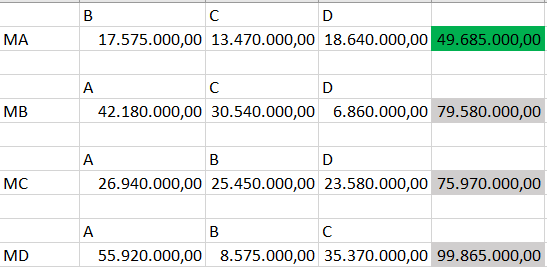 B C D
MA 17.575.000,00 13.470.000,00 18.640.000,00 49.685.000,00
A C D
MB 42.180.000,00 30.540.000,00 6.860.000,00 79.580.000,00
A B D
MC 26.940.000,00 25.450.000,00 23.580.000,00 75.970.000,00
A B C
MD 55.920.000,00 8.575.000,00 35.370.000,00 99.865.000,00